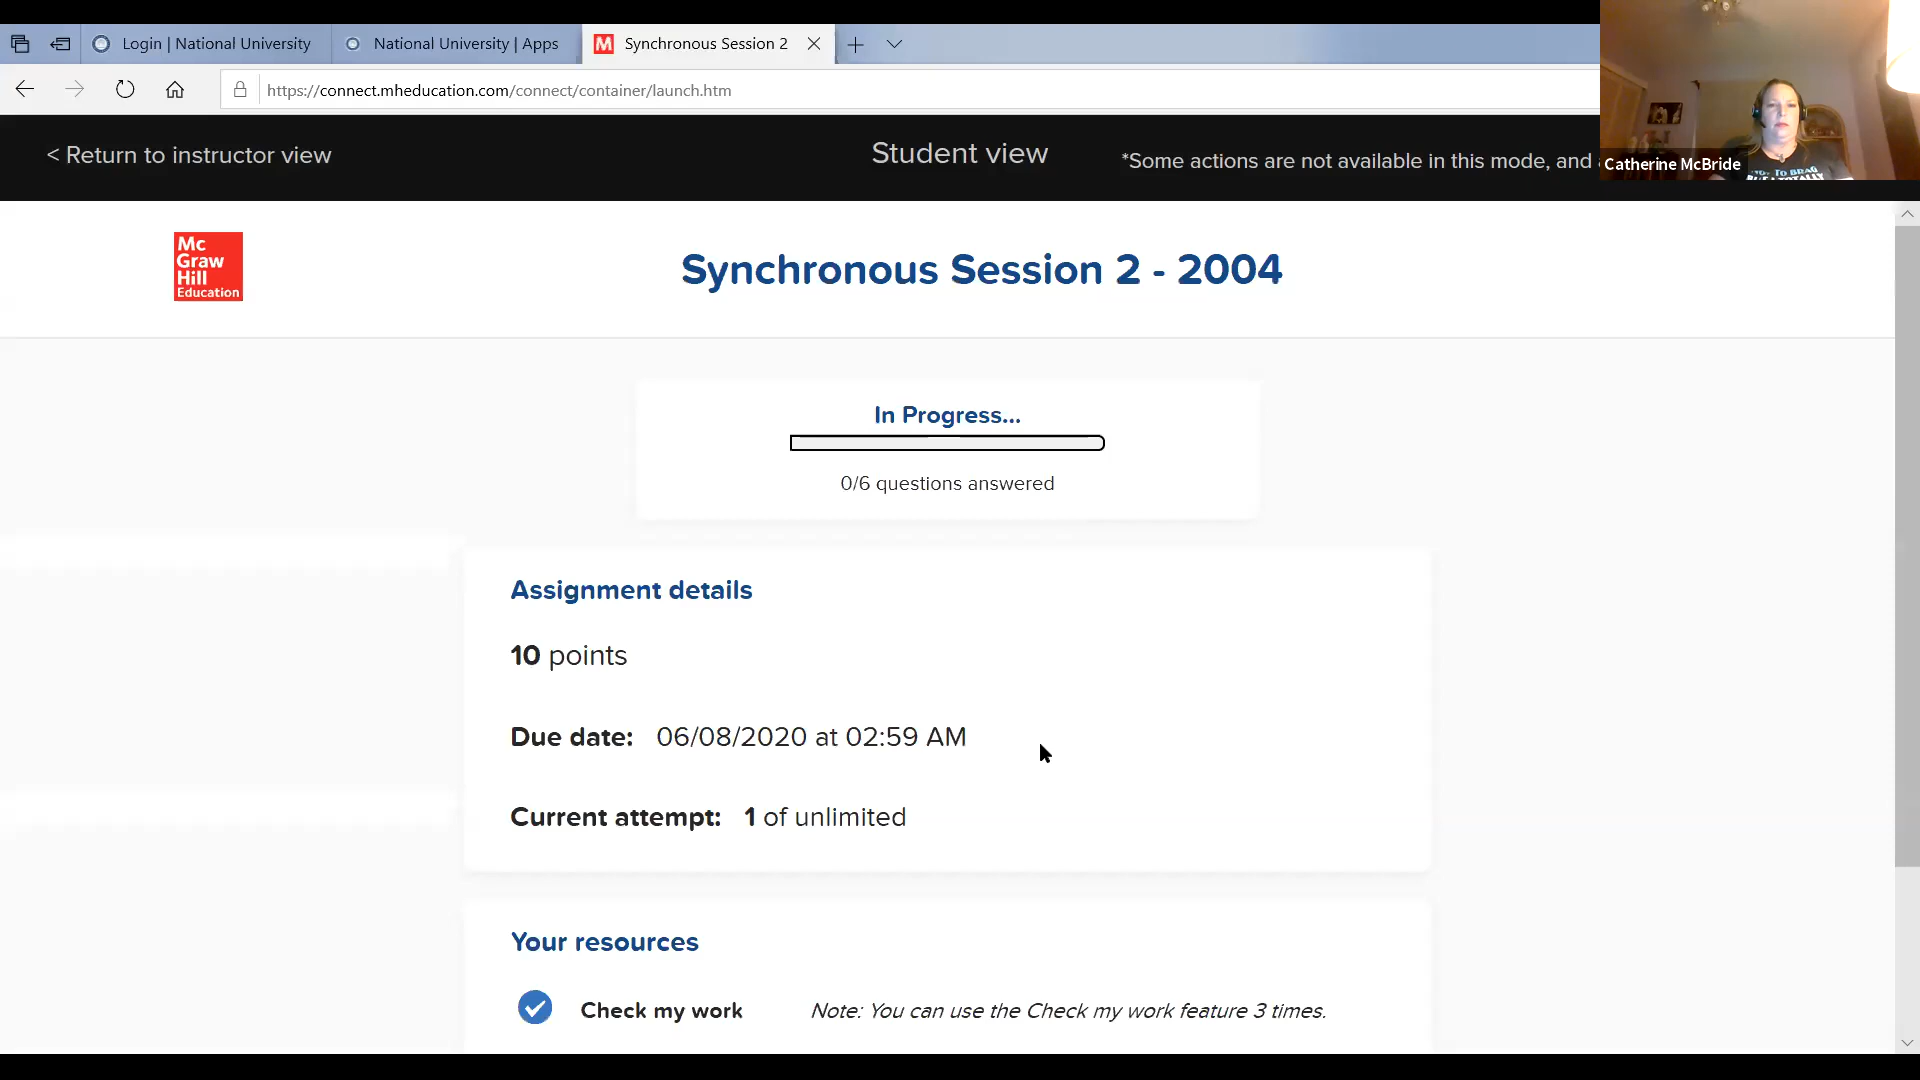 Login | National University
National University | Apps
Synchronous Session 2
https://connect.mheducation.com/connect/container/launch.htm
< Return to instructor view
Student view
*Some actions are not available in this mode, and
Catherine McBride
Mc
Graw
Hill
Education
Synchronous Session 2 - 2004
In Progress...
0/6 questions answered
Assignment details
10 points
Due date: 06/08/2020 at 02:59 AM
Current attempt: 1 of unlimited
Your resources
Check my work
Note: You can use the Check my work feature 3 times.